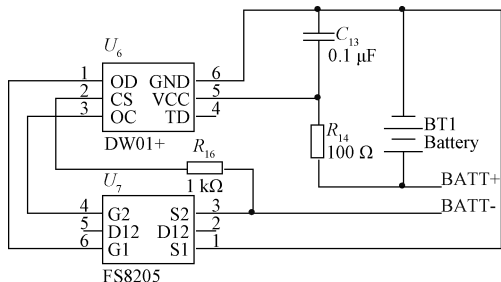 U6
C13
0.1 μF
1 OD GND 6
2 CS VCC 5
3 OC TD 4
DW01+
R14
100 Ω
BT1
Battery
R16
1 kΩ
BATT+
BATT-
U7
4 G2 S2 3
5 D12 D12 2
6 G1 S1 1
FS8205